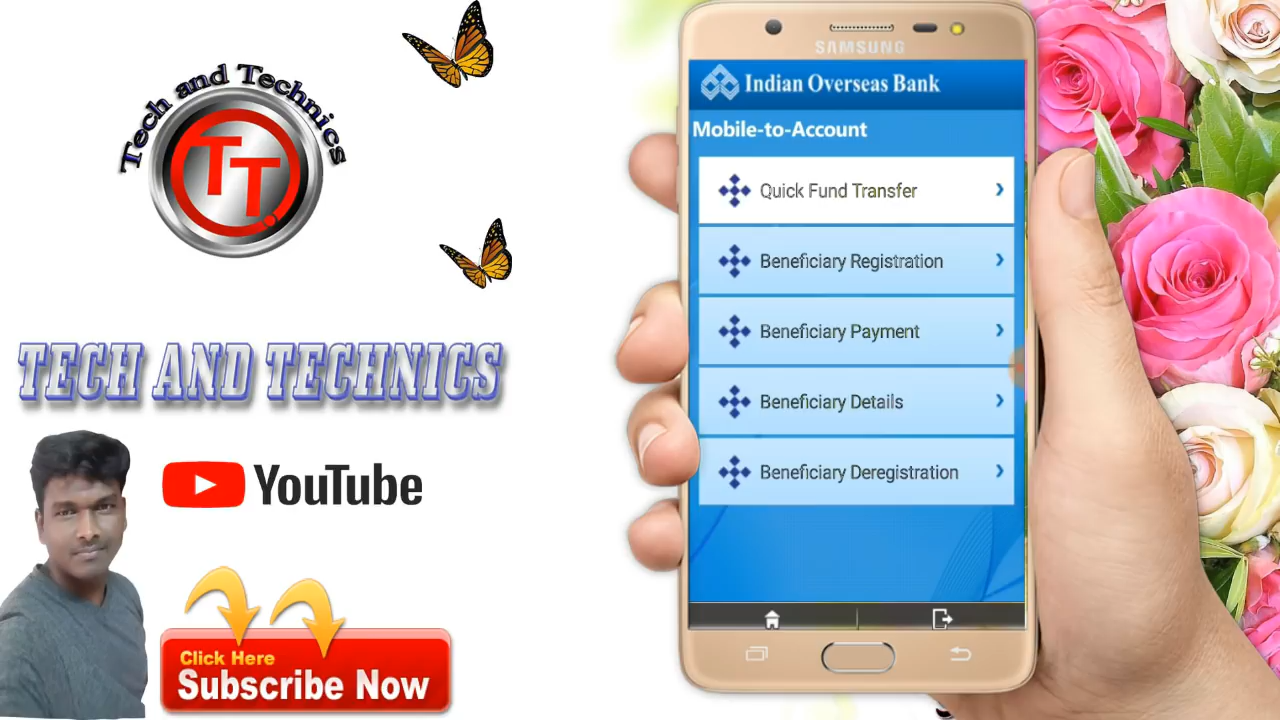 Tech and Technics
TT
TECH AND TECHNICS
YouTube
Click Here
Subscribe Now
SAMSUNG
Indian Overseas Bank
Mobile-to-Account
Quick Fund Transfer
Beneficiary Registration
Beneficiary Payment
Beneficiary Details
Beneficiary Deregistration